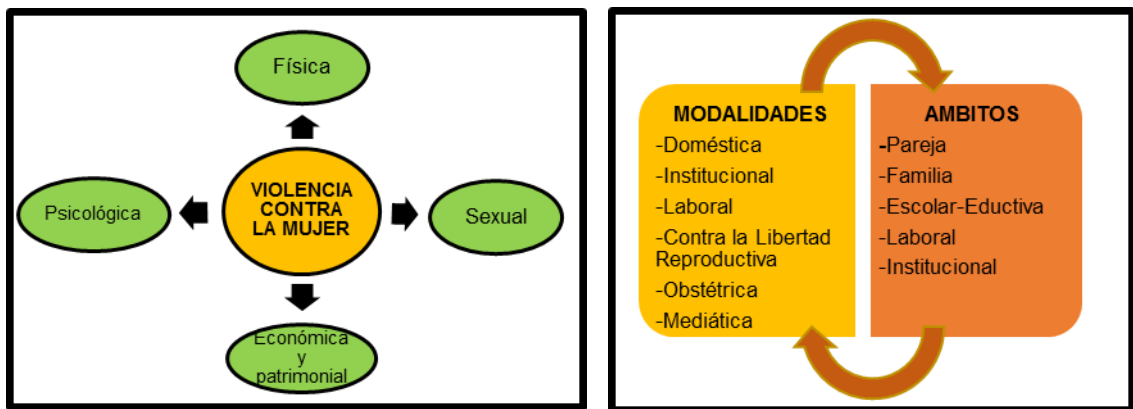 Física
Psicológica
VIOLENCIA
CONTRA
LA MUJER
Sexual
Económica
y
patrimonial
MODALIDADES
-Doméstica
-Institucional
-Laboral
-Contra la Libertad
Reproductiva
-Obstétrica
-Mediática
AMBITOS
-Pareja
-Familia
-Escolar-Eductiva
-Laboral
-Institucional